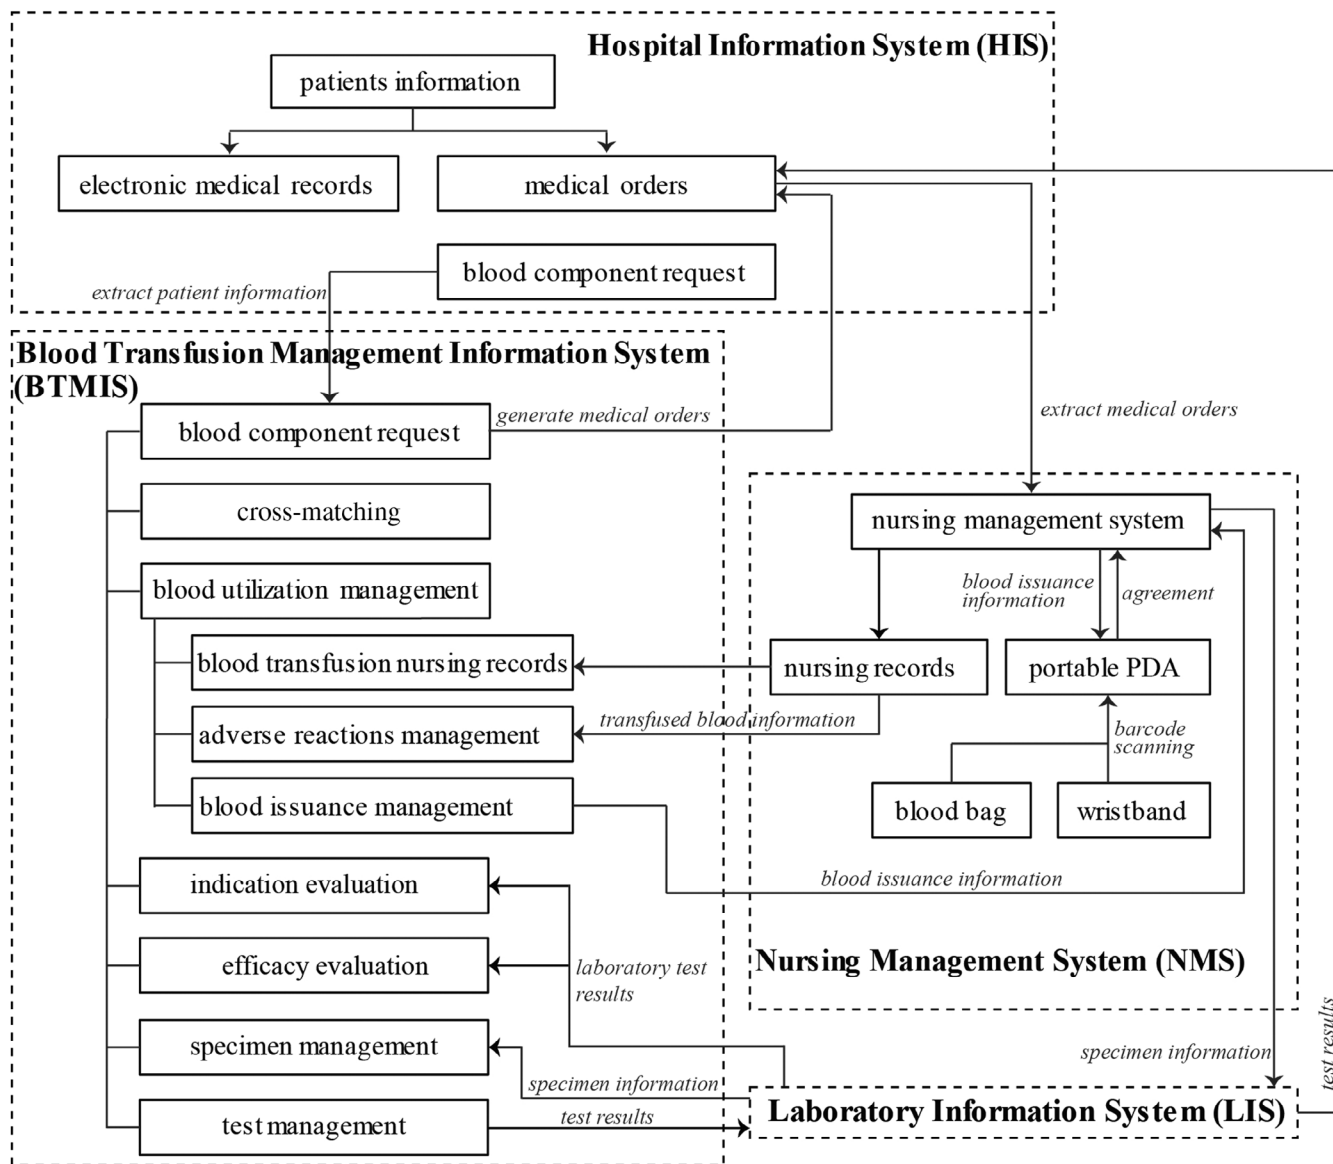 Hospital Information System (HIS)
patients information
electronic medical records
medical orders
blood component request
extract patient information
Blood Transfusion Management Information System
(BTMIS)
blood component request
generate medical orders
extract medical orders
cross-matching
nursing management system
blood utilization management
blood issuance
information
agreement
blood transfusion nursing records
nursing records
portable PDA
adverse reactions management
transfused blood information
barcode
scanning
blood issuance management
blood bag
wristband
indication evaluation
blood issuance information
efficacy evaluation
laboratory test
results
Nursing Management System (NMS)
specimen management
specimen information
specimen information
test results
test management
test results
Laboratory Information System (LIS)